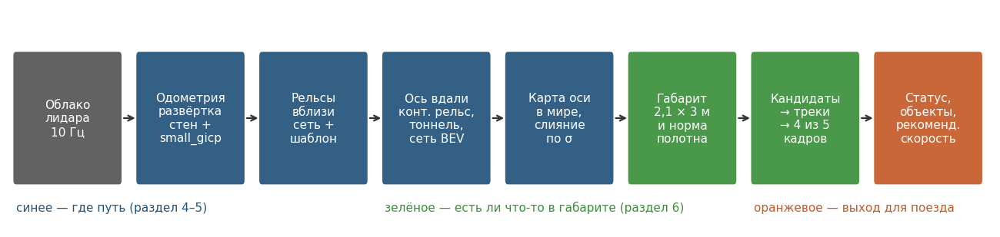 Облако
лидара
10 Гц
Одометрия
развёртка
стен +
small_gicp
Рельсы
вблизи
сеть +
шаблон
Ось вдали
конт. рельс,
тоннель,
сеть BEV
Карта оси
в мире,
слияние
по σ
Габарит
2,1 × 3 м
и норма
полотна
Кандидаты
→ треки
→ 4 из 5
кадров
Статус,
объекты,
рекоменд.
скорость
синее — где путь (раздел 4–5)
зелёное — есть ли что-то в габарите (раздел 6)
оранжевое — выход для поезда